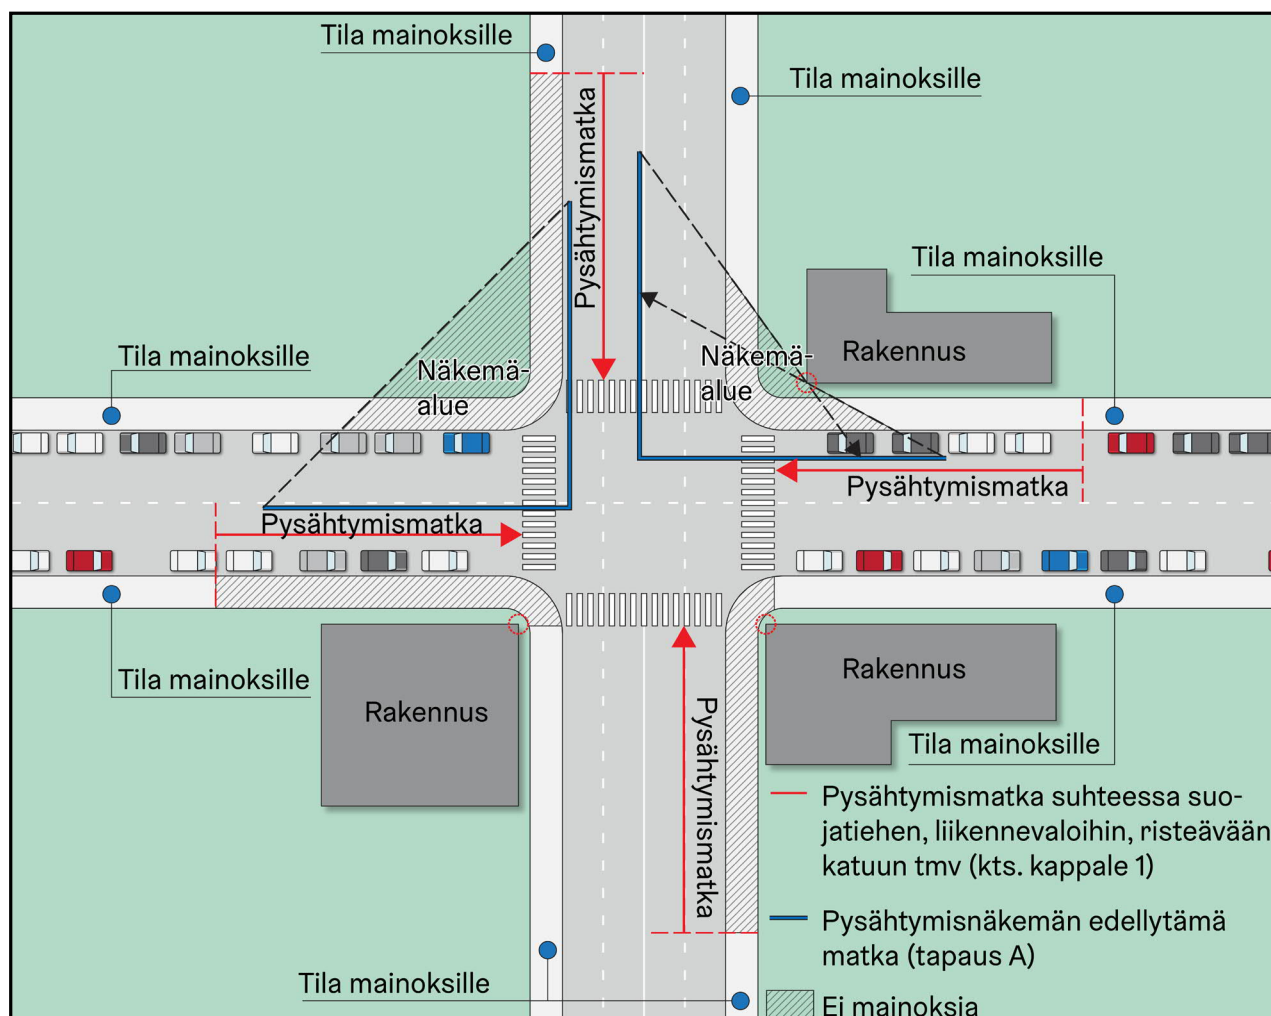 Tila mainoksille
Tila mainoksille
Pysähtymismatka
Tila mainoksille
Tila mainoksille
Näkemä-
alue
Näkemä-
alue
Rakennus
Pysähtymismatka
Pysähtymismatka
Tila mainoksille
Rakennus
Rakennus
Pysähtymismatka
Tila mainoksille
Tila mainoksille
Pysähtymismatka suhteessa suo-
jatiehen, liikennevaloihin, risteävään
katuun tmv (kts. kappale 1)
Pysähtymisnäkemän edellytämä
matka (tapaus A)
Ei mainoksia